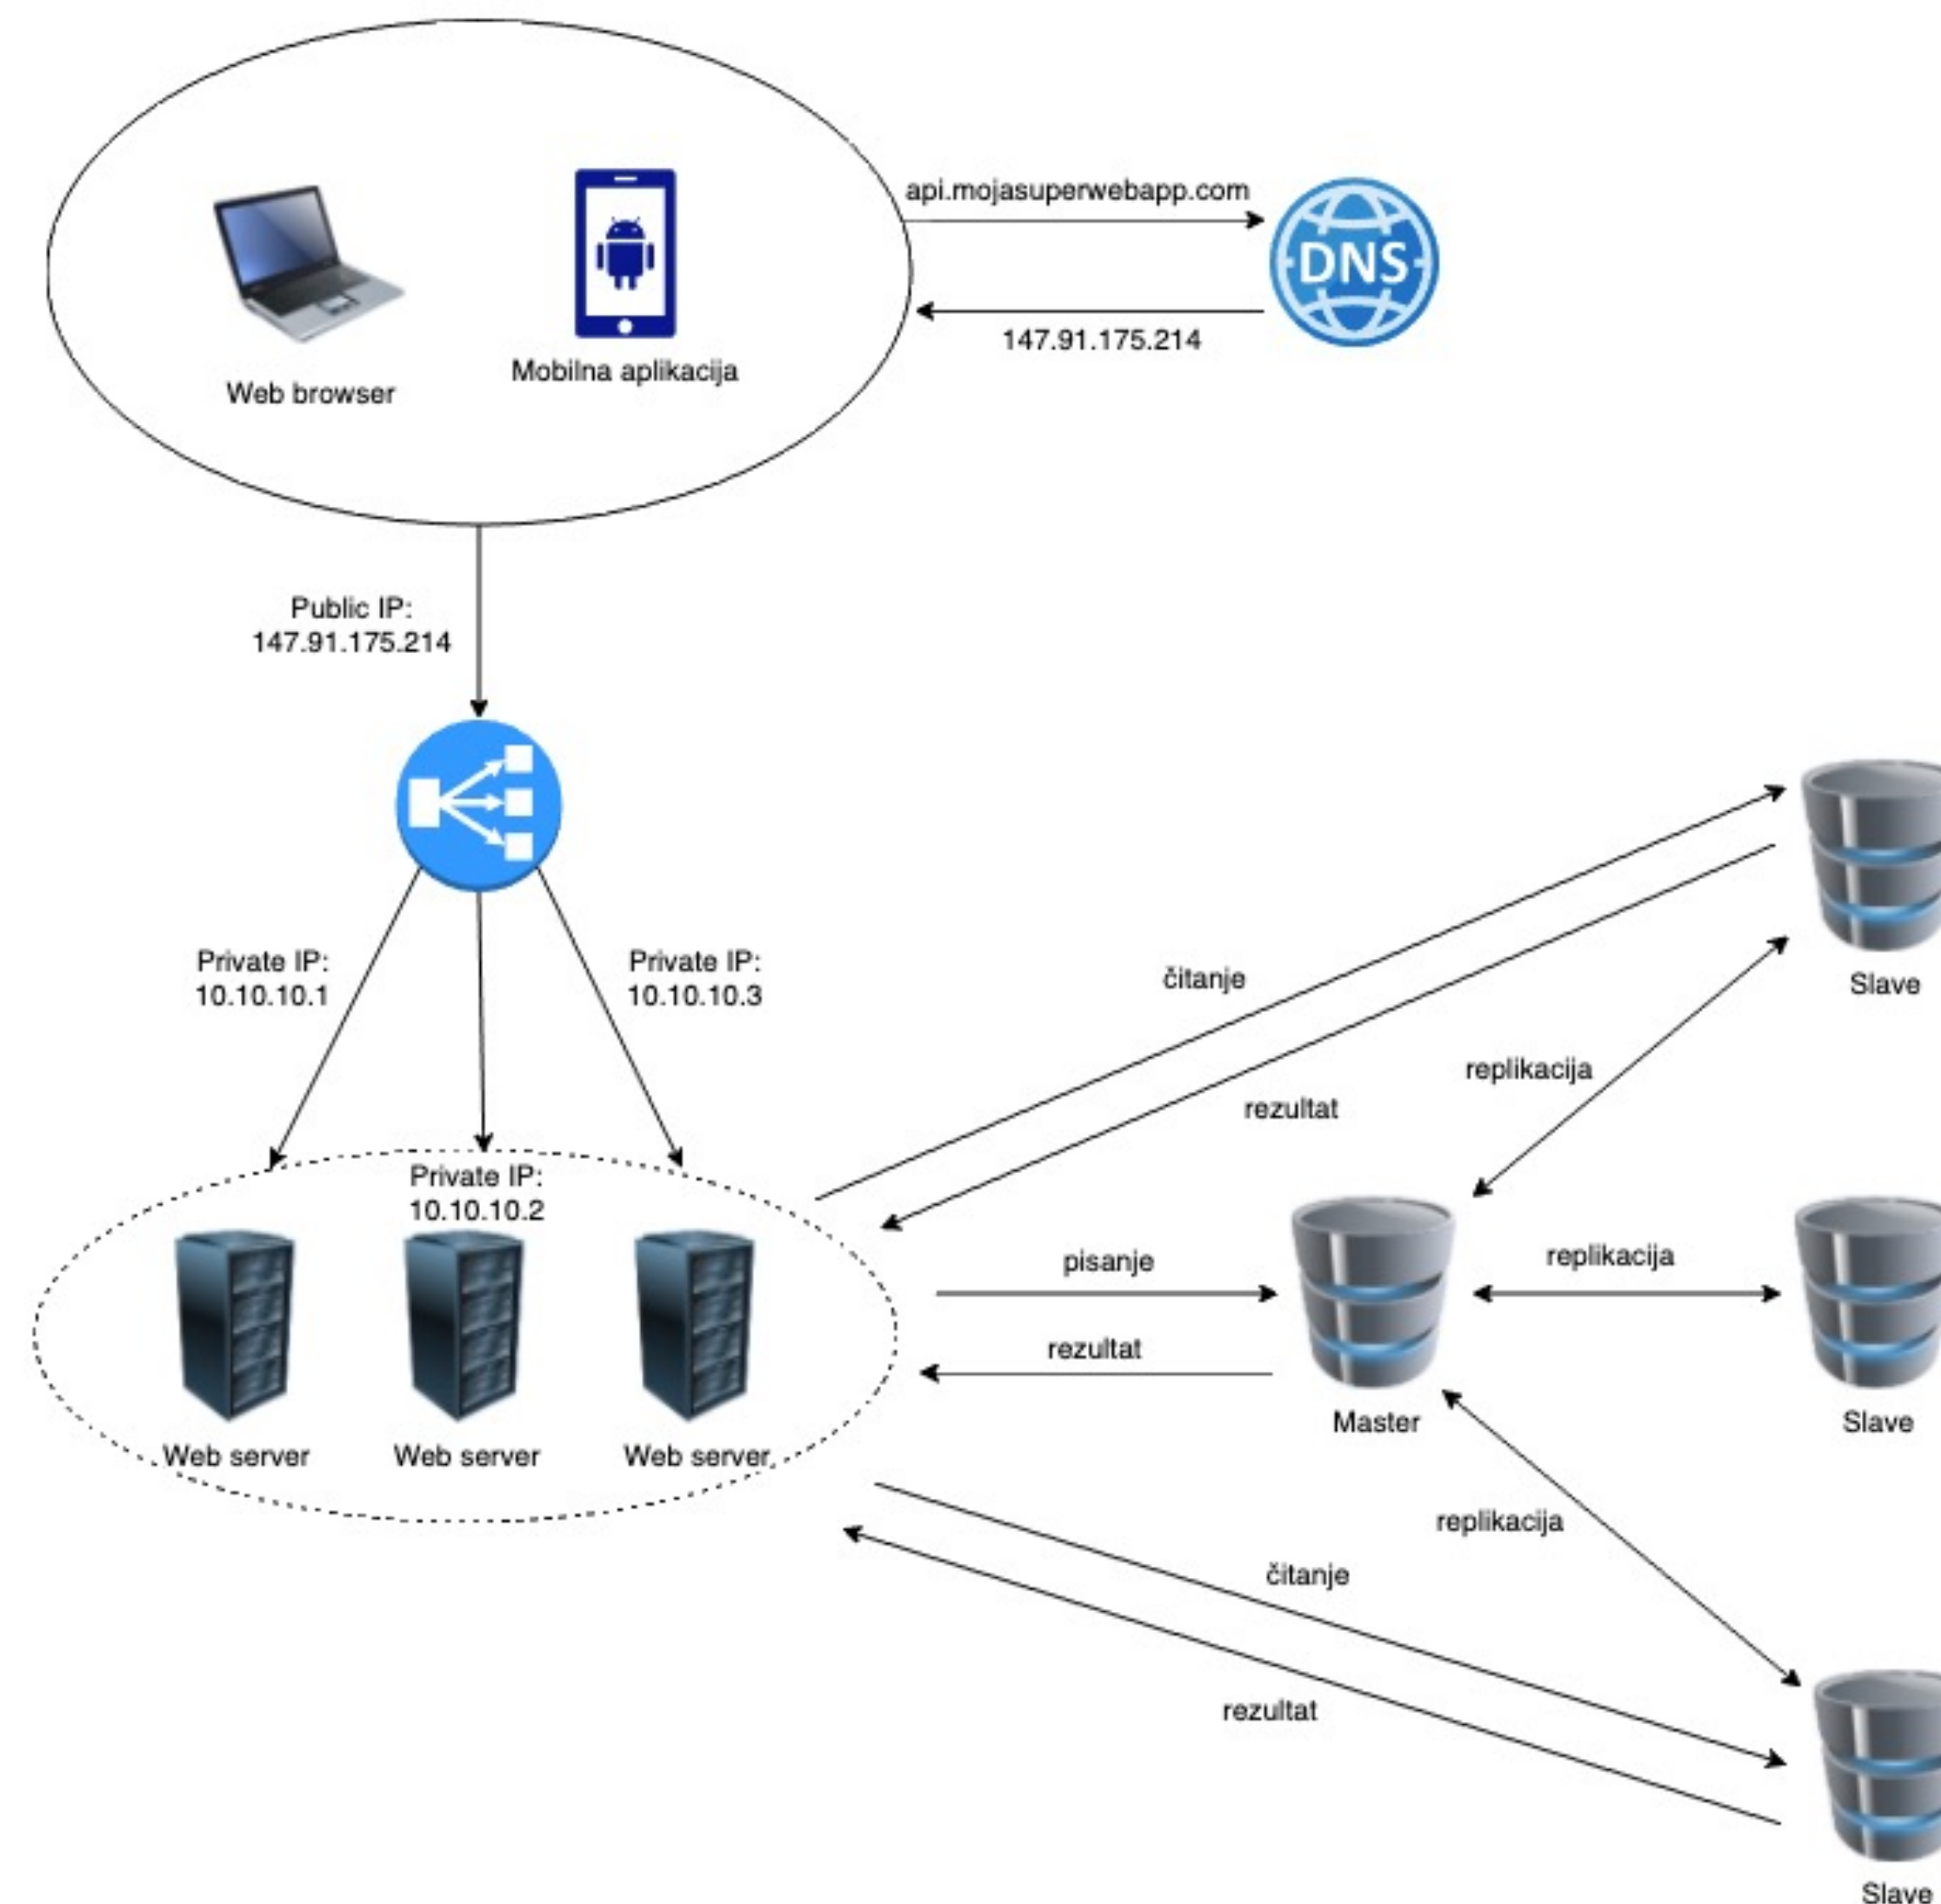 api.mojasuperwebapp.com
DNS
147.91.175.214
Web browser
Mobilna aplikacija
Public IP:
147.91.175.214
Private IP:
10.10.10.1
Private IP:
10.10.10.3
Private IP:
10.10.10.2
Web server
Web server
Web server
čitanje
rezultat
replikacija
Slave
pisanje
rezultat
replikacija
Master
Slave
replikacija
čitanje
rezultat
Slave